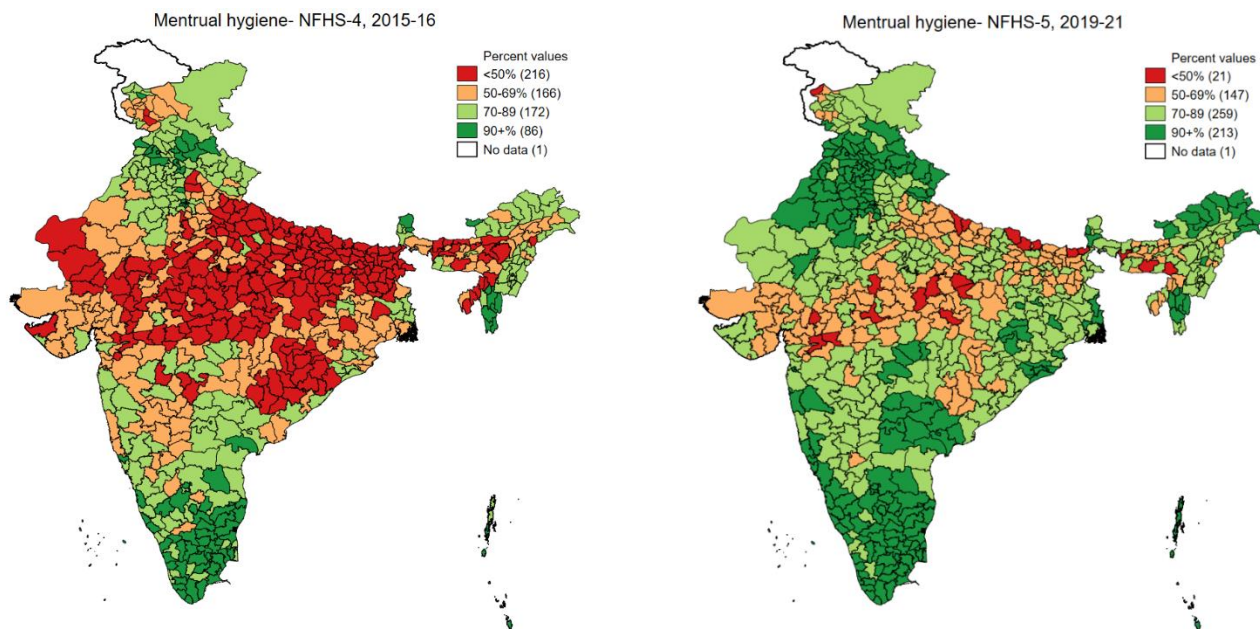 Mentrual hygiene- NFHS-4, 2015-16
Percent values
<50% (216)
50-69% (166)
70-89 (172)
90+% (86)
No data (1)
Mentrual hygiene- NFHS-5, 2019-21
Percent values
<50% (21)
50-69% (147)
70-89 (259)
90+% (213)
No data (1)